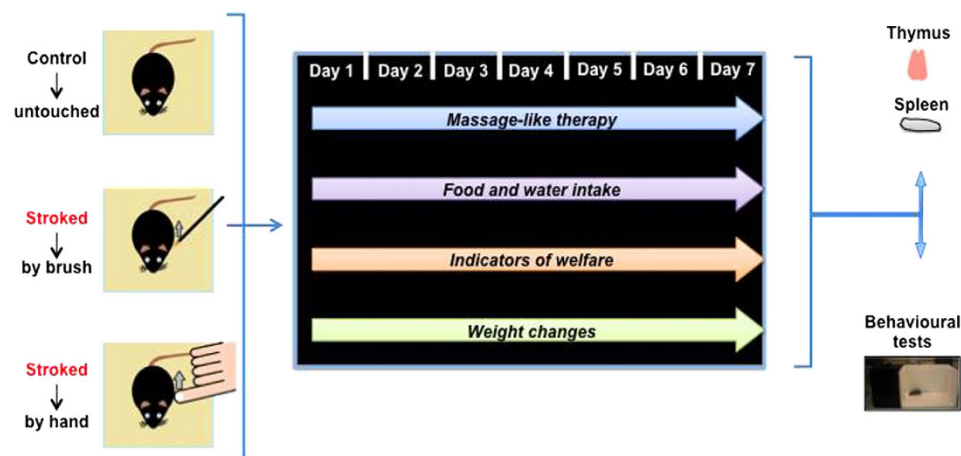 Control
untouched
Stroked
by brush
Stroked
by hand
Day 1 Day 2 Day 3 Day 4 Day 5 Day 6 Day 7
Massage-like therapy
Food and water intake
Indicators of welfare
Weight changes
Thymus
Spleen
Behavioural
tests